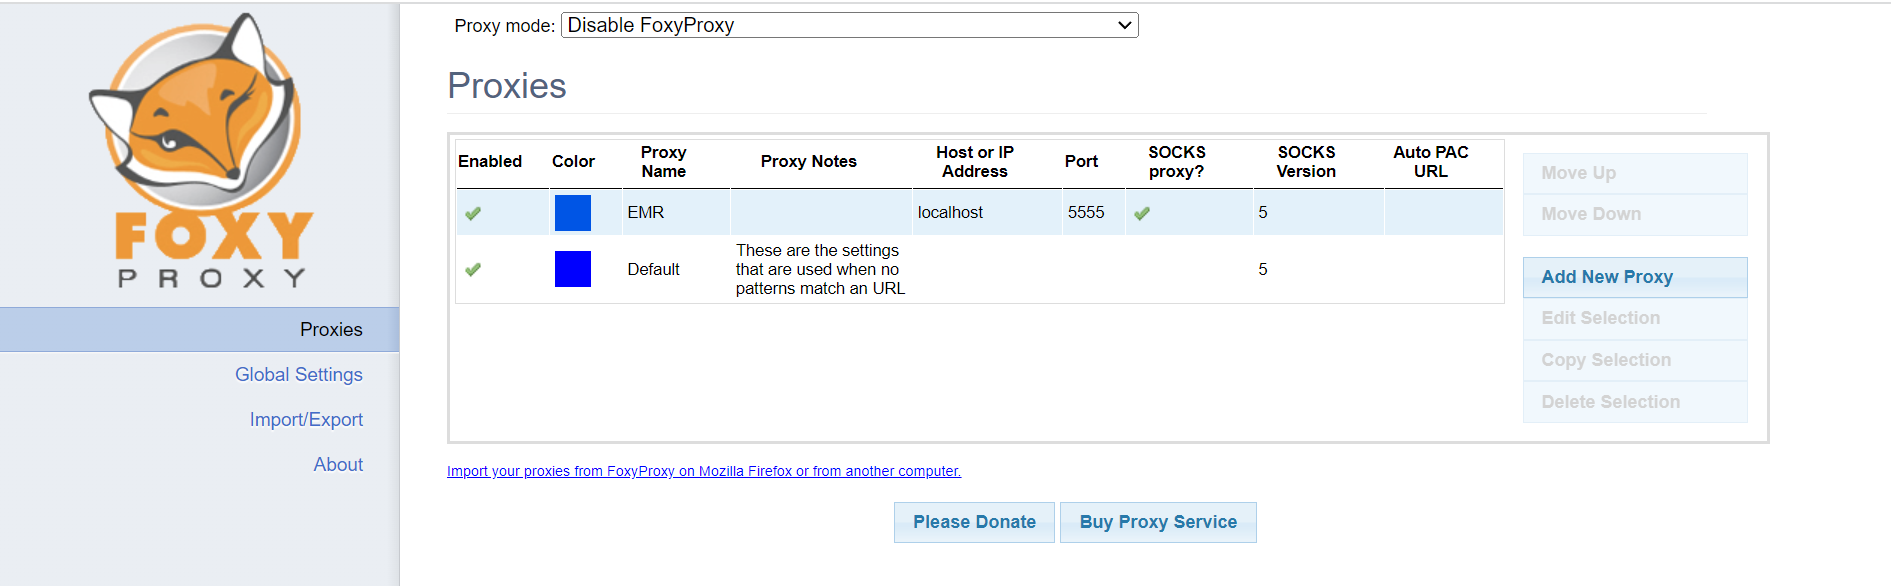 Proxy mode: Disable FoxyProxy
FOXY
PROXY
Proxies
Global Settings
Import/Export
About
Proxies
Enabled Color Proxy Name Proxy Notes Host or IP Address Port SOCKS proxy? SOCKS Version Auto PAC URL
EMR localhost 5555 5
Default These are the settings that are used when no patterns match an URL 5
Move Up
Move Down
Add New Proxy
Edit Selection
Copy Selection
Delete Selection
Import your proxies from FoxyProxy on Mozilla Firefox or from another computer.
Please Donate Buy Proxy Service